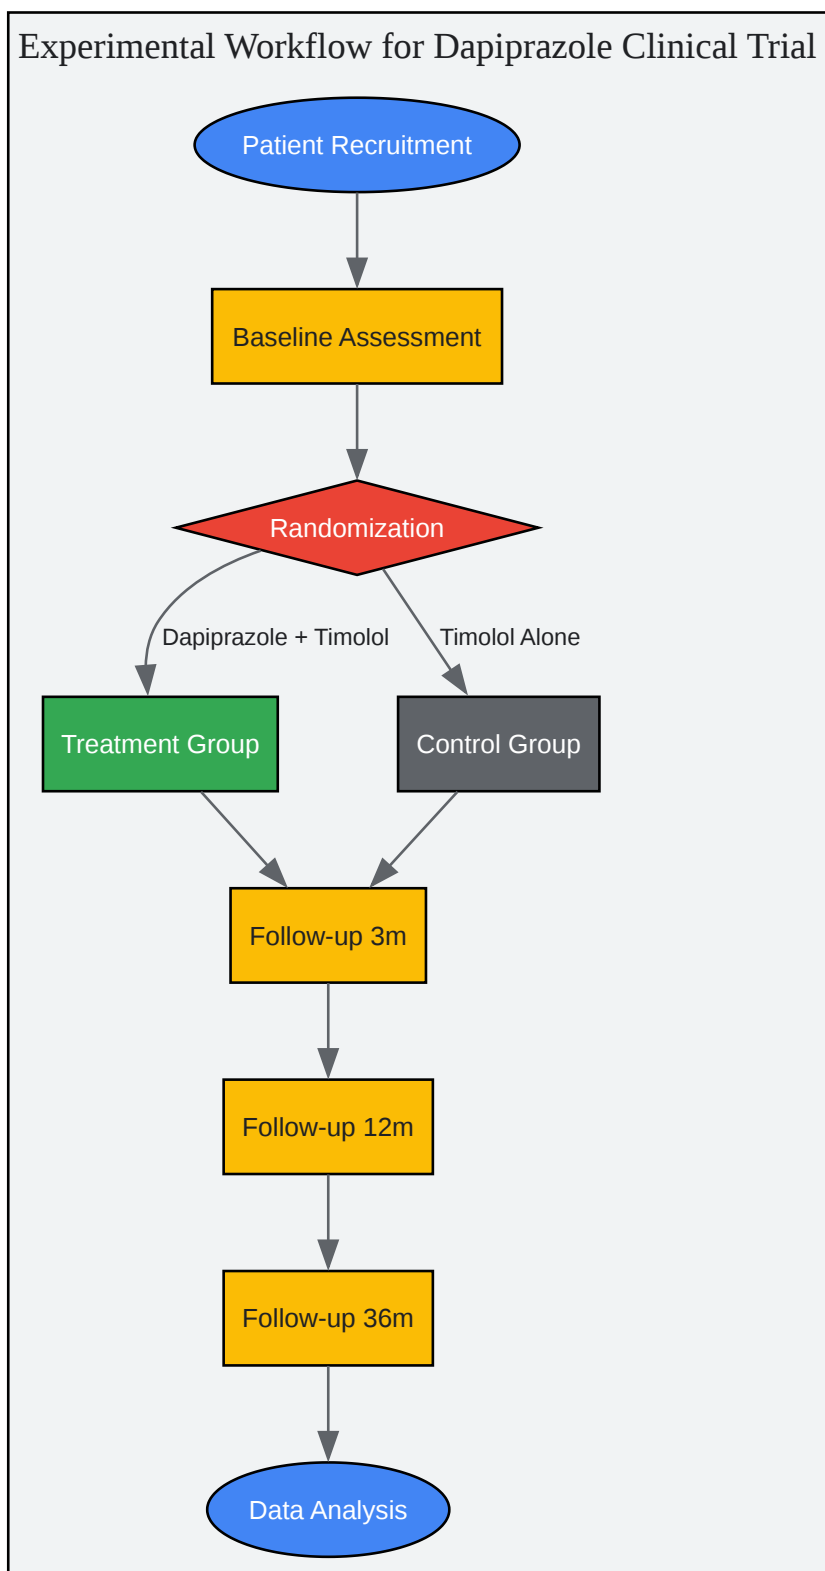 Experimental Workflow for Dapiprazole Clinical Trial
Patient Recruitment
Baseline Assessment
Randomization
Dapiprazole + Timolol
Timolol Alone
Treatment Group
Control Group
Follow-up 3m
Follow-up 12m
Follow-up 36m
Data Analysis